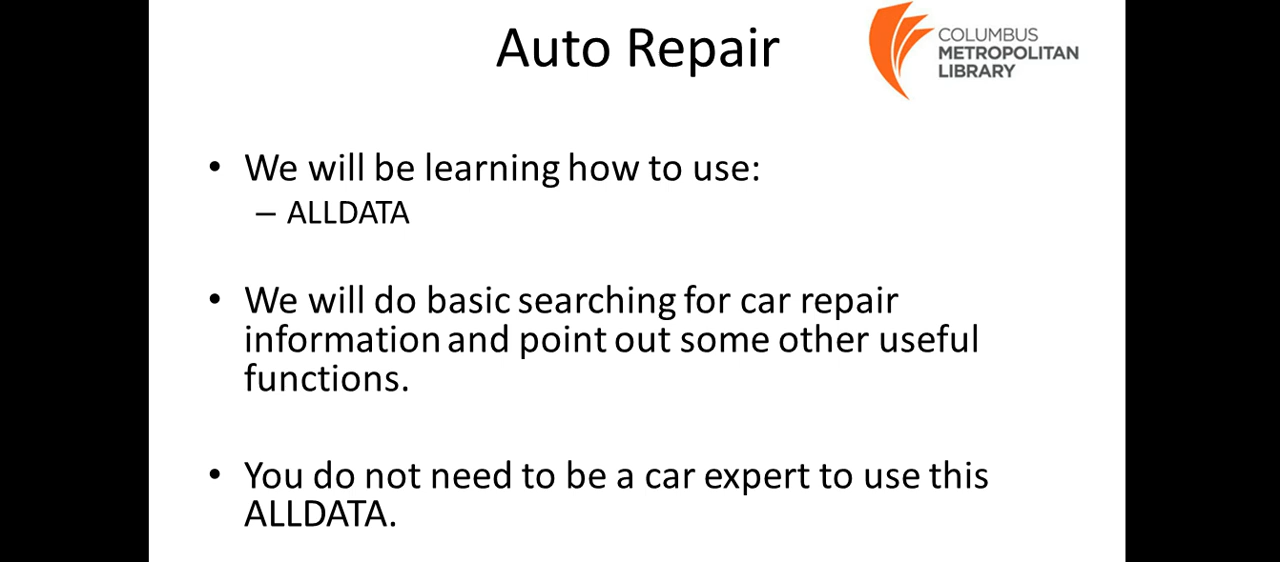 Auto Repair
COLUMBUS
METROPOLITAN
LIBRARY
• We will be learning how to use:
– ALLDATA
• We will do basic searching for car repair
information and point out some other useful
functions.
• You do not need to be a car expert to use this
ALLDATA.